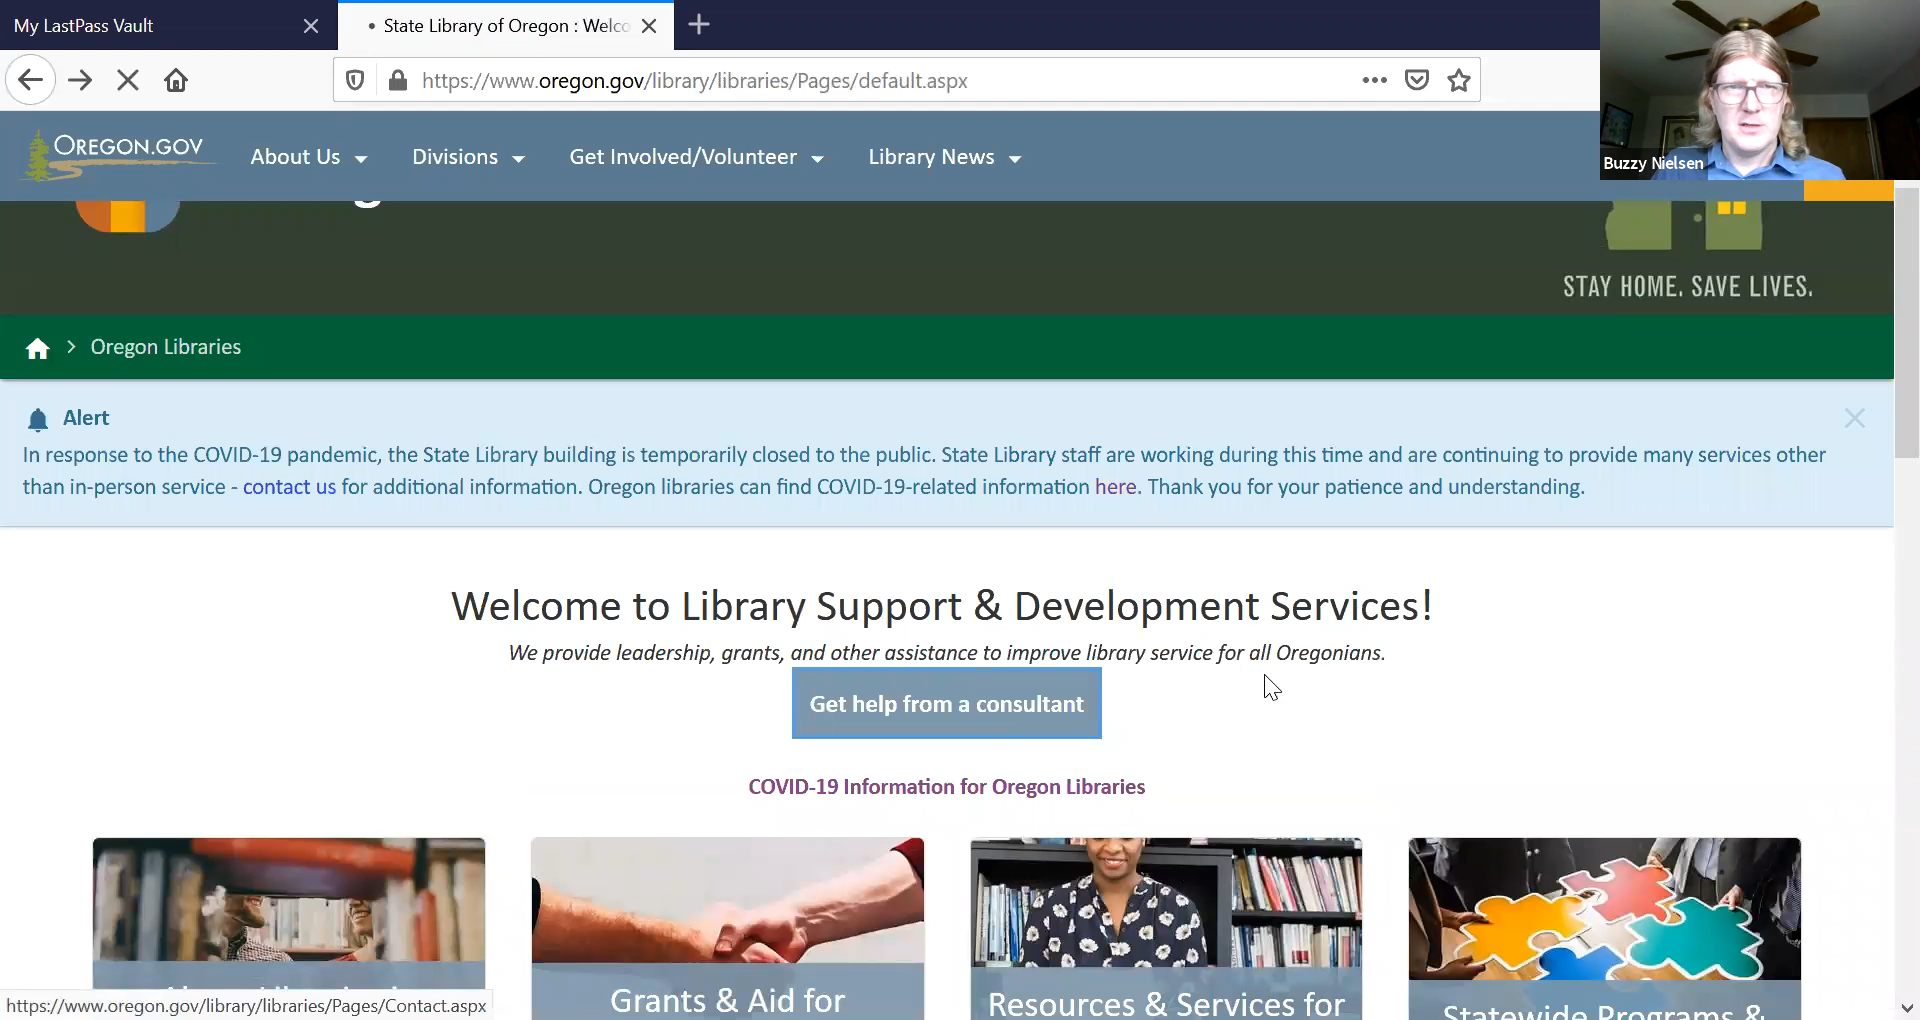 My LastPass Vault
State Library of Oregon : Welco
https://www.oregon.gov/library/libraries/Pages/default.aspx
Buzzy Nielsen
OREGON.GOV
About Us
Divisions
Get Involved/Volunteer
Library News
STAY HOME. SAVE LIVES.
Oregon Libraries
Alert
In response to the COVID-19 pandemic, the State Library building is temporarily closed to the public. State Library staff are working during this time and are continuing to provide many services other
than in-person service - contact us for additional information. Oregon libraries can find COVID-19-related information here. Thank you for your patience and understanding.
Welcome to Library Support & Development Services!
We provide leadership, grants, and other assistance to improve library service for all Oregonians.
Get help from a consultant
COVID-19 Information for Oregon Libraries
Grants & Aid for
Resources & Services for
Statewide Programs &
https://www.oregon.gov/library/libraries/Pages/Contact.aspx